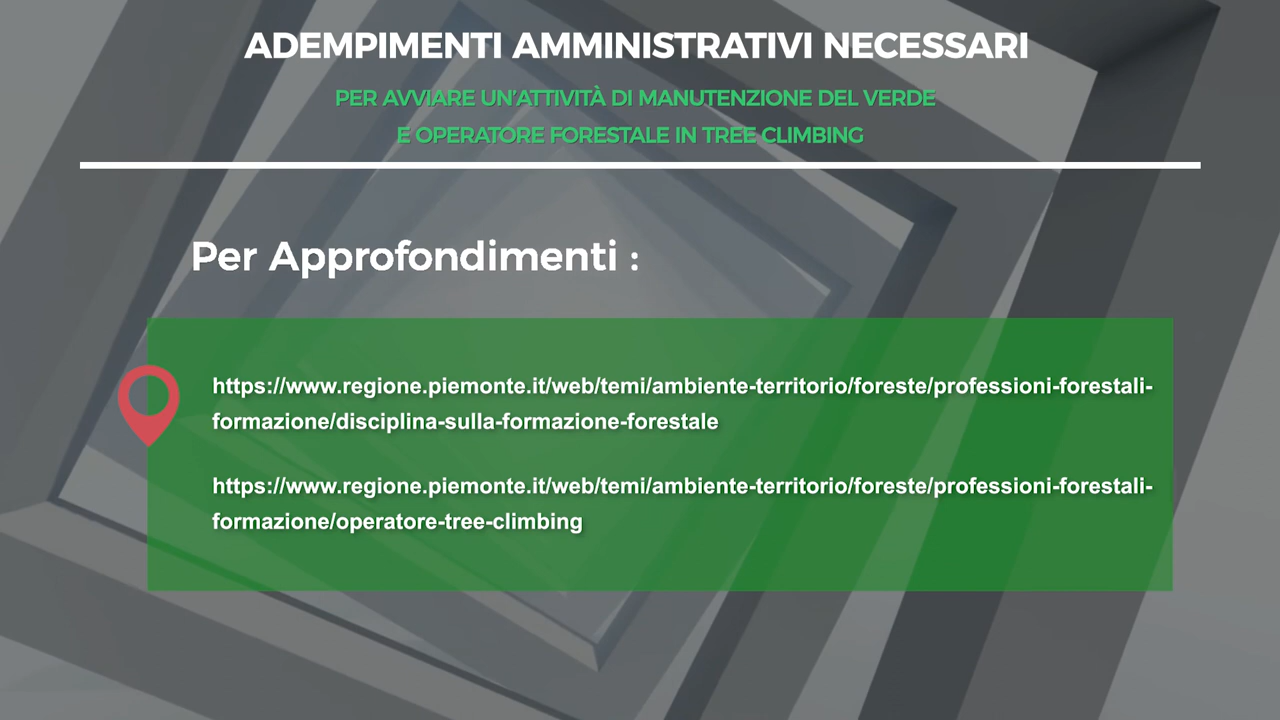 ADEMPIMENTI AMMINISTRATIVI NECESSARI
PER AVVIARE UN'ATTIVITÀ DI MANUTENZIONE DEL VERDE
E OPERATORE FORESTALE IN TREE CLIMBING
Per Approfondimenti :
https://www.regione.piemonte.it/web/temi/ambiente-territorio/foreste/professioni-forestali-
formazione/disciplina-sulla-formazione-forestale
https://www.regione.piemonte.it/web/temi/ambiente-territorio/foreste/professioni-forestali-
formazione/operatore-tree-climbing